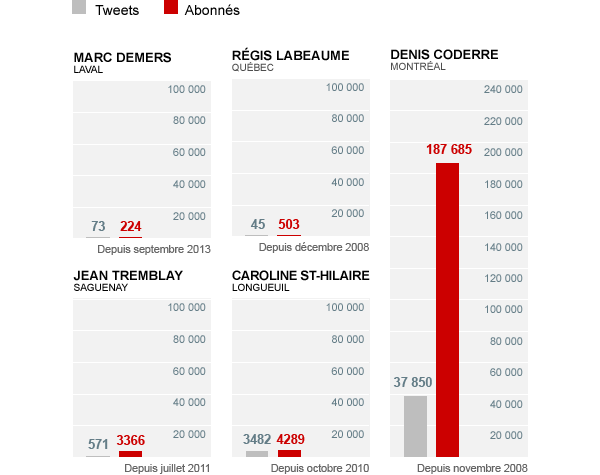 Tweets
Abonnés
MARC DEMERS
LAVAL
100 000
80 000
60 000
40 000
20 000
73
224
Depuis septembre 2013
RÉGIS LABEAUME
QUÉBEC
100 000
80 000
60 000
40 000
20 000
45
503
Depuis décembre 2008
DENIS CODERRE
MONTRÉAL
240 000
220 000
187 685
200 000
180 000
160 000
140 000
120 000
100 000
80 000
60 000
37 850
40 000
20 000
Depuis novembre 2008
JEAN TREMBLAY
SAGUENAY
100 000
80 000
60 000
40 000
20 000
571
3366
Depuis juillet 2011
CAROLINE ST-HILAIRE
LONGUEUIL
100 000
80 000
60 000
40 000
20 000
3482
4289
Depuis octobre 2010